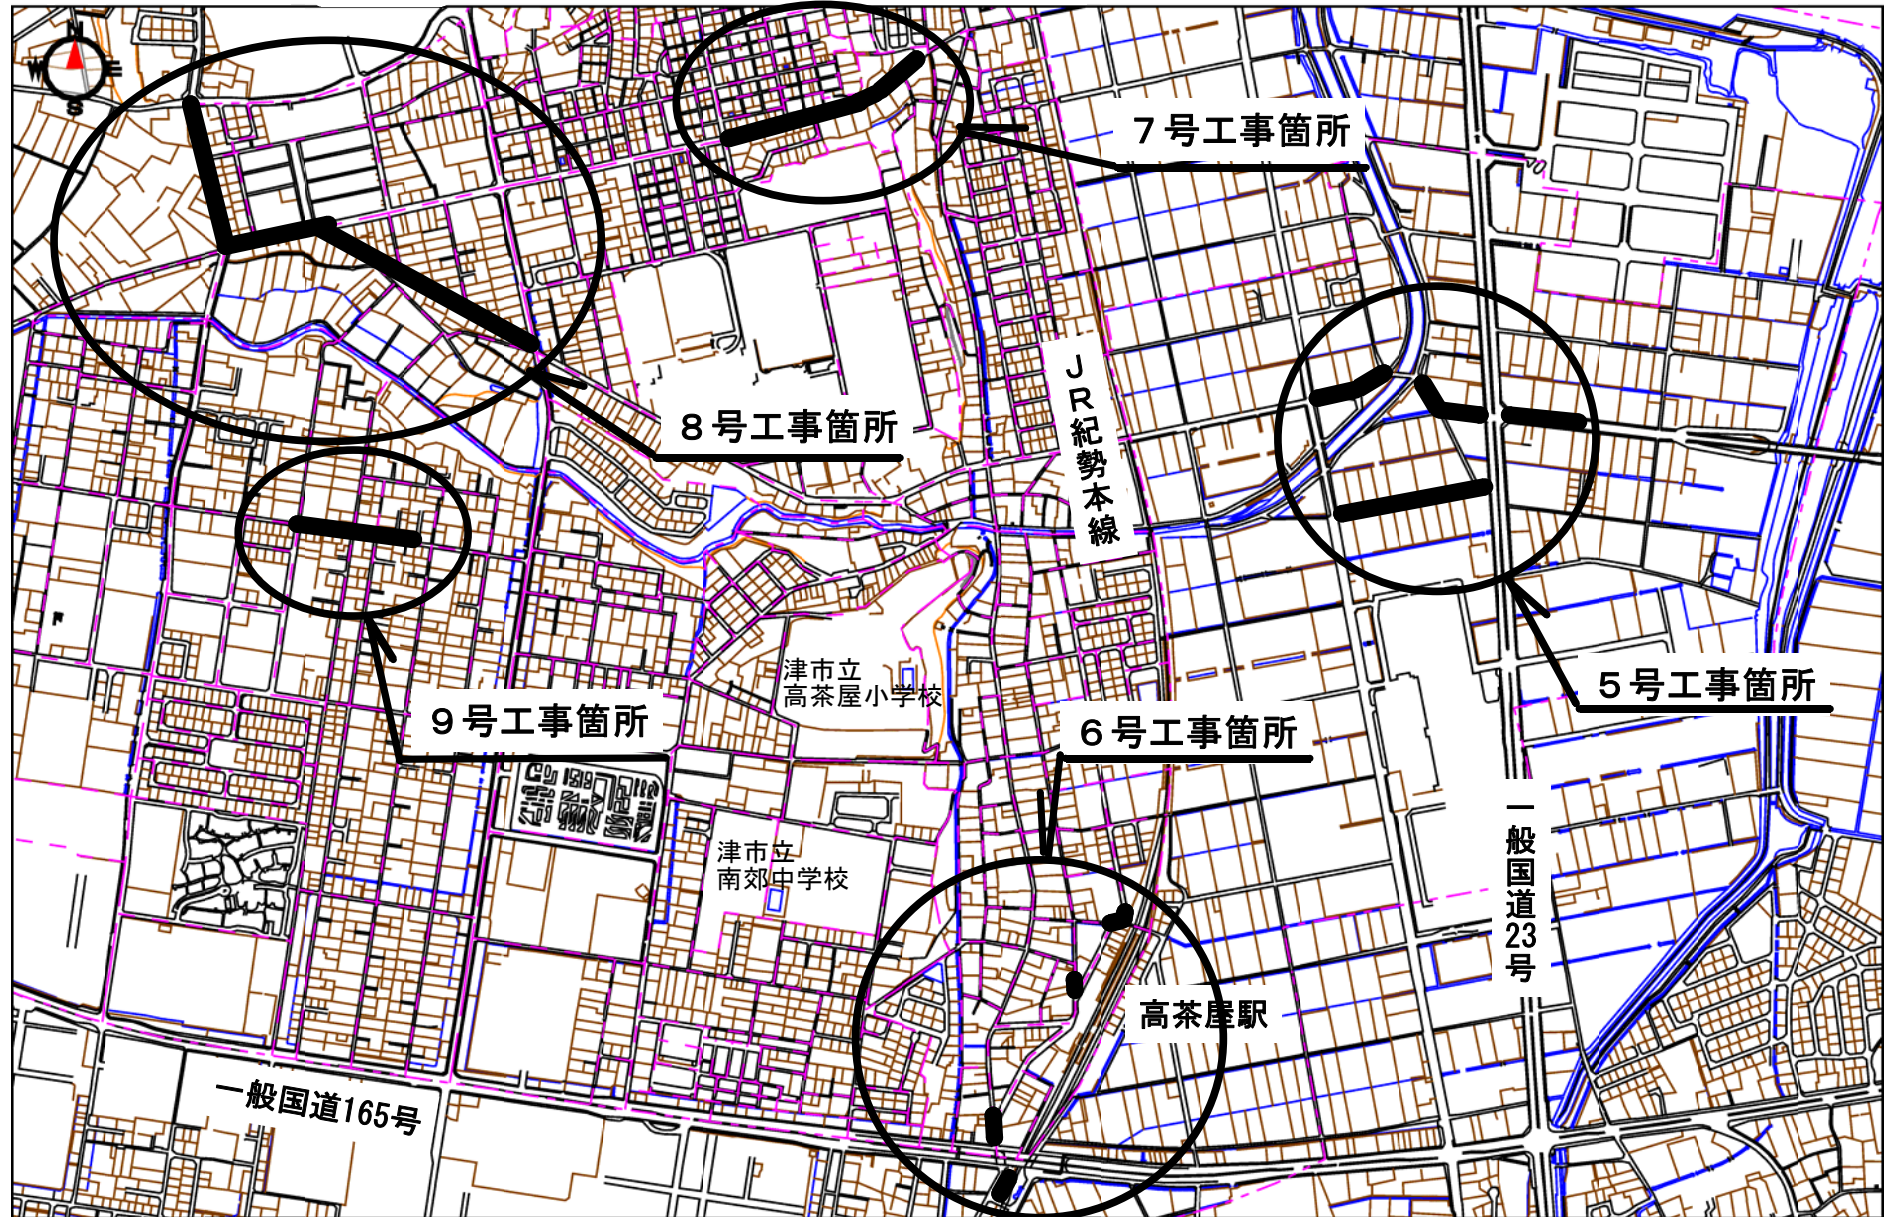 N
W
E
S
７号工事箇所
８号工事箇所
ＪＲ紀勢本線
５号工事箇所
９号工事箇所
６号工事箇所
津市立
高茶屋小学校
津市立
南郊中学校
一般国道23号
高茶屋駅
一般国道165号